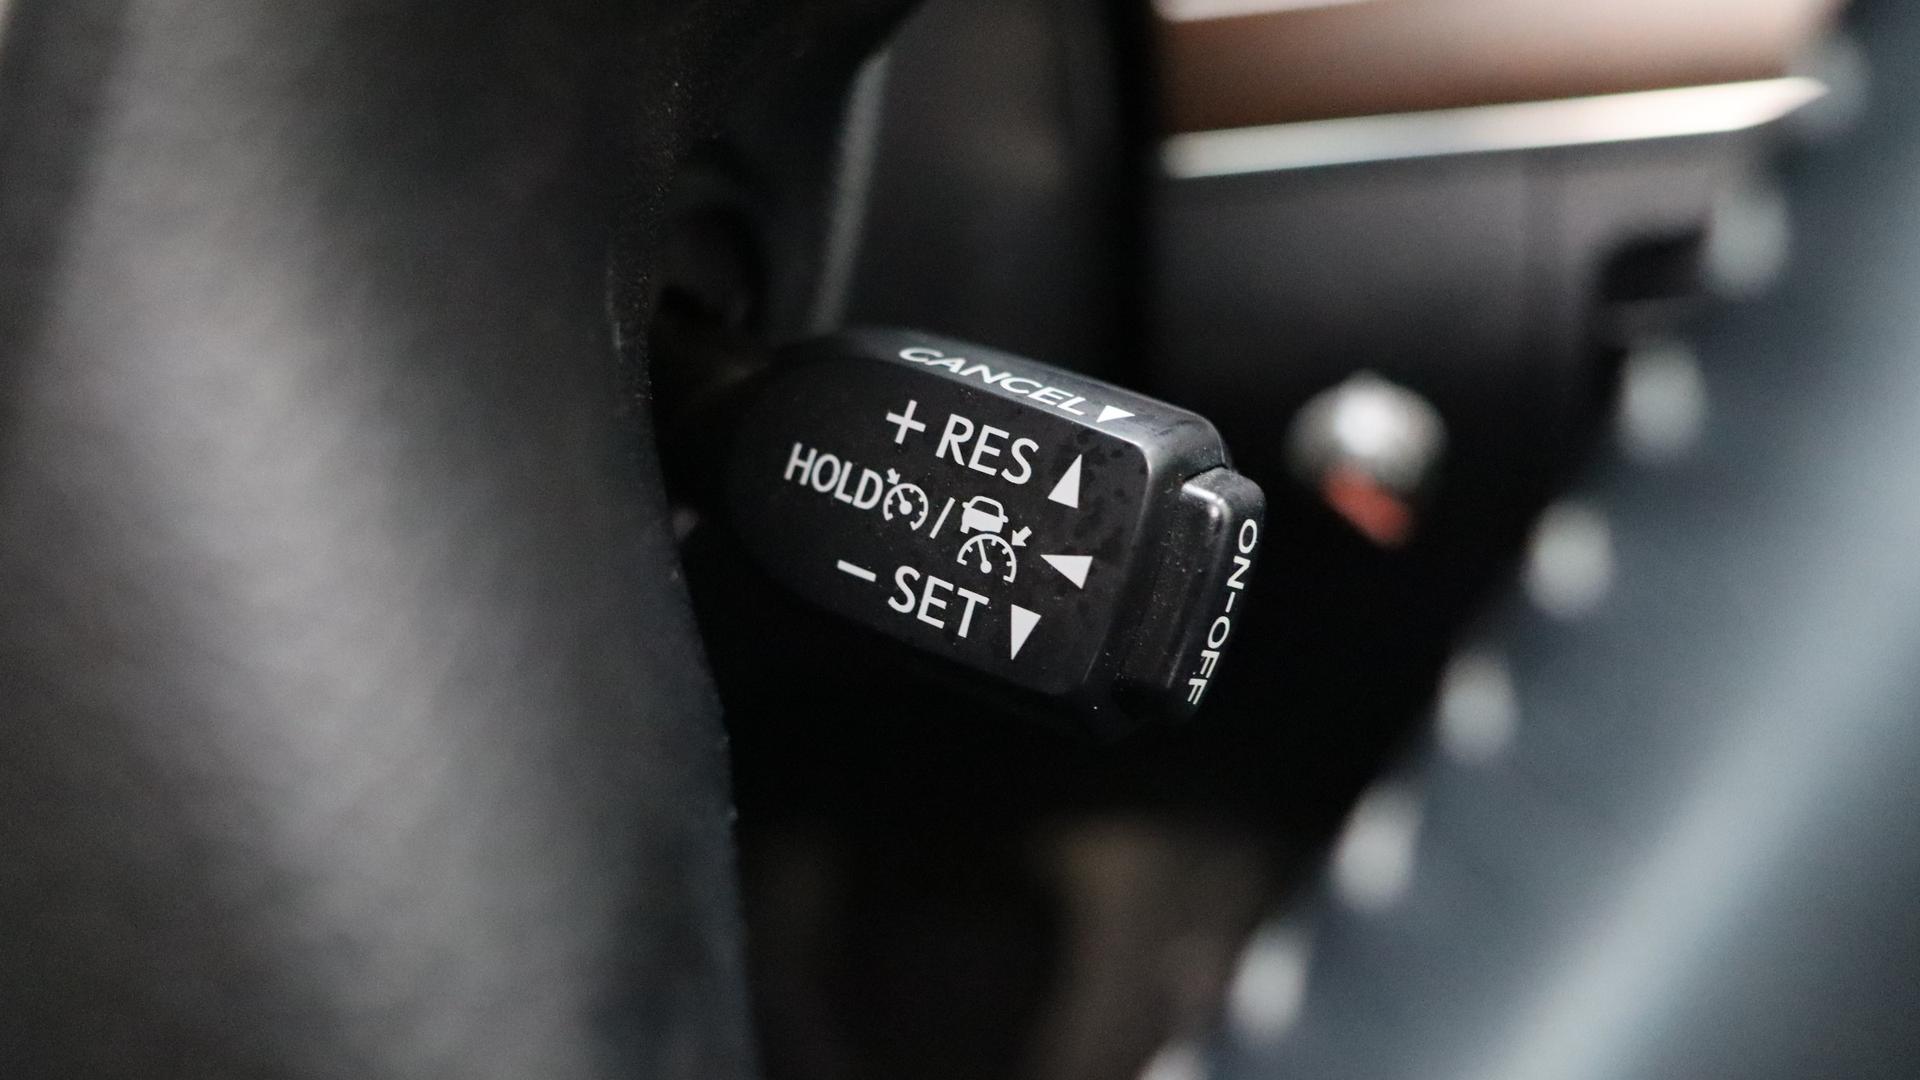 CANCEL▼
+ RES ▲
HOLD /  ◀
− SET ▼
ON-OFF